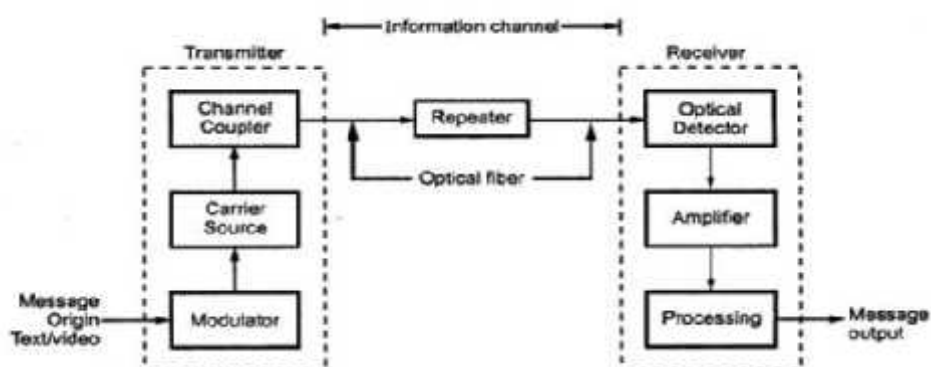 Information channel
Transmitter
Receiver
Channel
Coupler
Repeater
Optical
Detector
Optical fiber
Carrier
Source
Amplifier
Message
Origin
Text/video
Modulator
Processing
Message
output